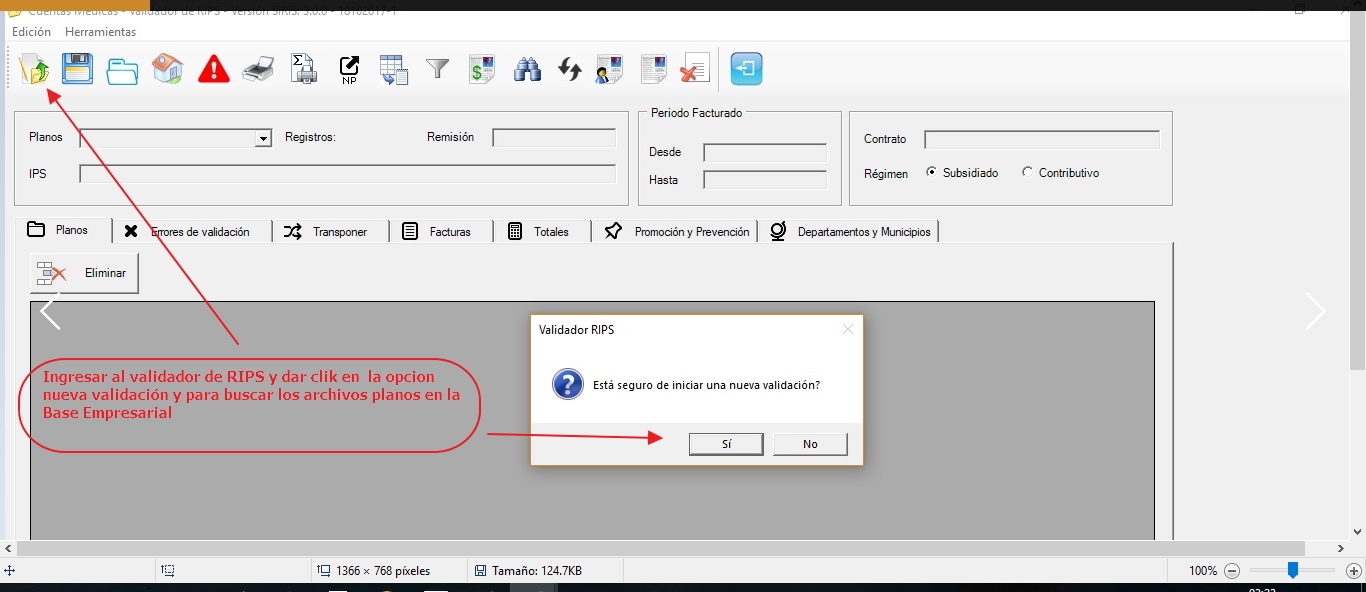 Cuentas Médicas - Validador de RIPS - Versión SIRIS. 3.0.0 - 18102017-1
Edición Herramientas
NP
Planos Registros: Remisión
IPS
Periodo Facturado
Desde
Hasta
Contrato
Régimen Subsidiado Contributivo
Planos Errores de validación Transponer Facturas Totales Promoción y Prevención Departamentos y Municipios
Eliminar
Validador RIPS
Está seguro de iniciar una nueva validación?
Sí No
Ingresar al validador de RIPS y dar clik en la opcion
nueva validación y para buscar los archivos planos en la
Base Empresarial
1366 × 768 píxeles Tamaño: 124.7KB 100%